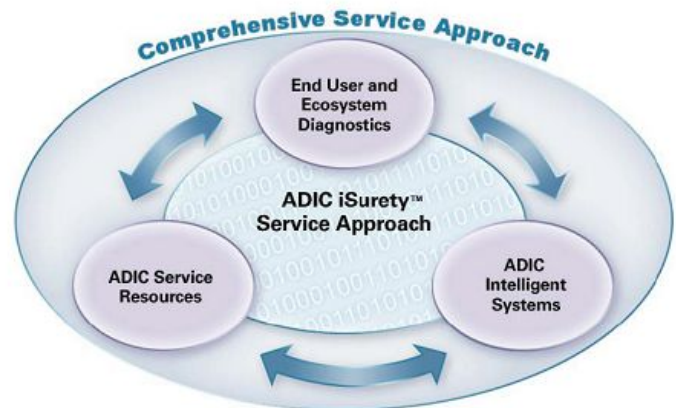 Comprehensive Service Approach
End User and
Ecosystem
Diagnostics
ADIC iSurety™
Service Approach
ADIC Service
Resources
ADIC
Intelligent
Systems